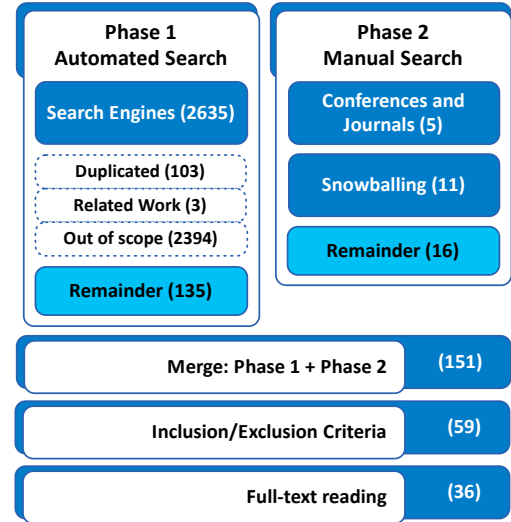 Phase 1
Automated Search
Search Engines (2635)
Duplicated (103)
Related Work (3)
Out of scope (2394)
Remainder (135)
Phase 2
Manual Search
Conferences and
Journals (5)
Snowballing (11)
Remainder (16)
Merge: Phase 1 + Phase 2 (151)
Inclusion/Exclusion Criteria (59)
Full-text reading (36)